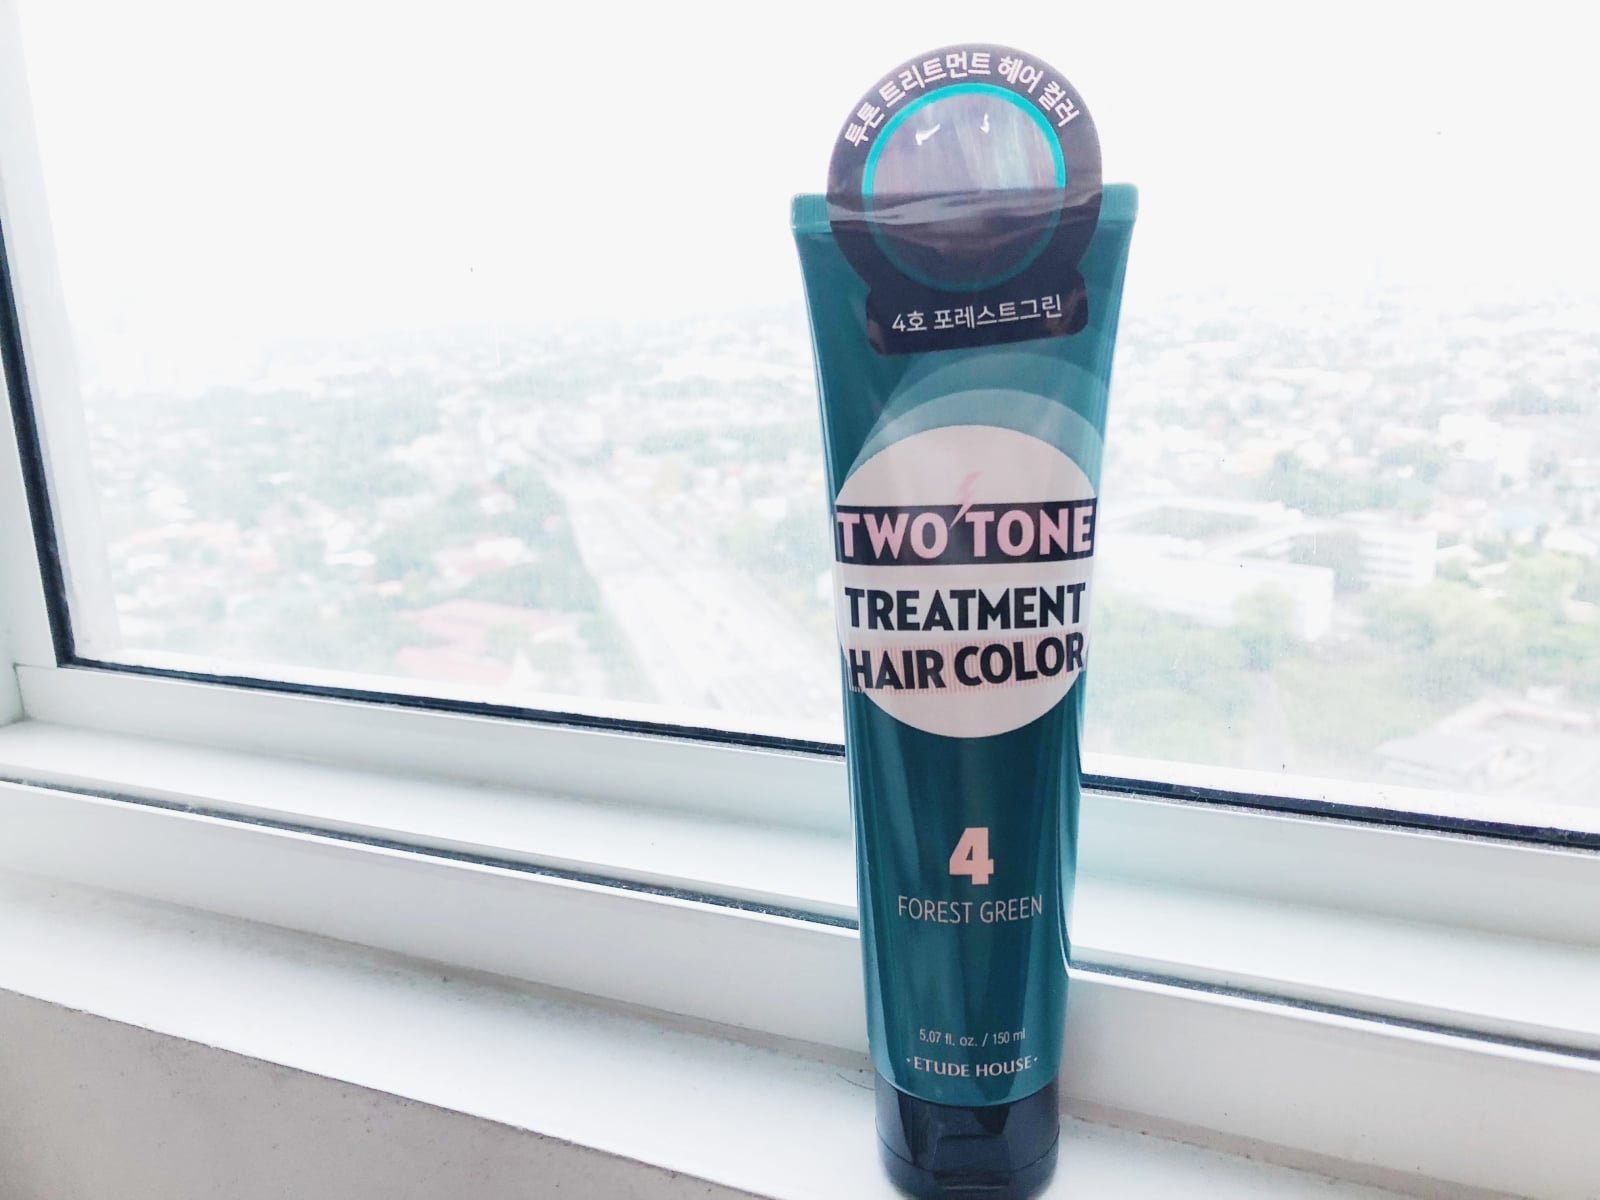 투톤 트리트먼트 헤어 컬러
4호 포레스트그린
TWO TONE
TREATMENT
HAIR COLOR
4
FOREST GREEN
5.07 fl. oz. / 150 ml
·ETUDE HOUSE·